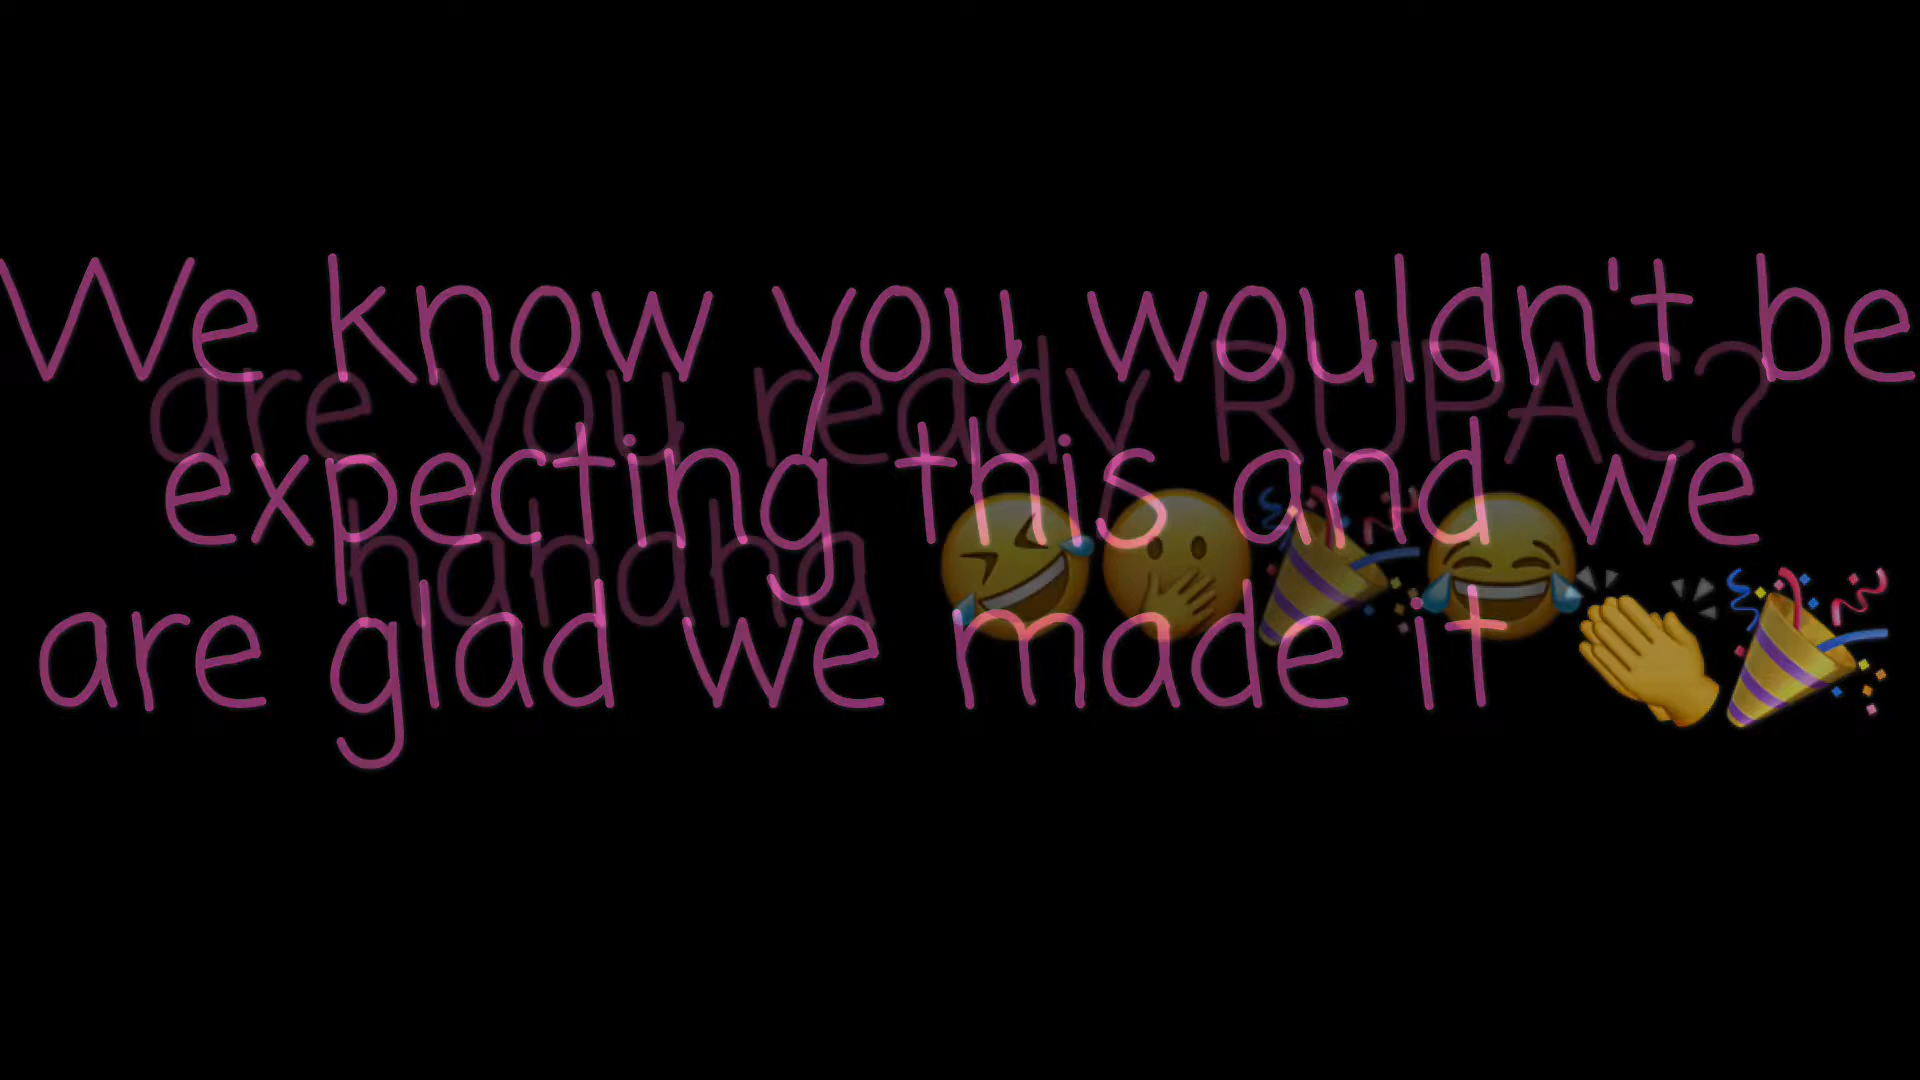 We know you wouldn't be
expecting this and we
are glad we made it 👏🎉
are you ready RUPAC?
hahaha 🤣🫢🎉😂